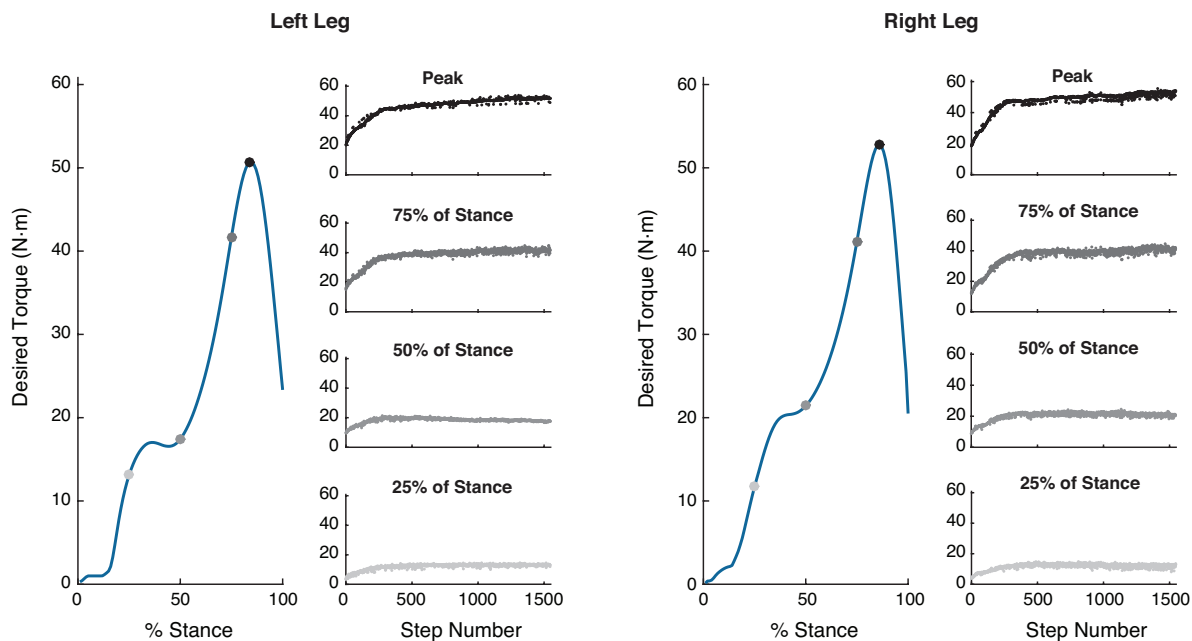 Left Leg
Desired Torque (N·m)
60
50
40
30
20
10
0
0 50 100
% Stance
Peak
60
40
20
0
75% of Stance
60
40
20
0
50% of Stance
60
40
20
0
25% of Stance
60
40
20
0
0 500 1000 1500
Step Number
Right Leg
Desired Torque (N·m)
60
50
40
30
20
10
0
0 50 100
% Stance
Peak
60
40
20
0
75% of Stance
60
40
20
0
50% of Stance
60
40
20
0
25% of Stance
60
40
20
0
0 500 1000 1500
Step Number